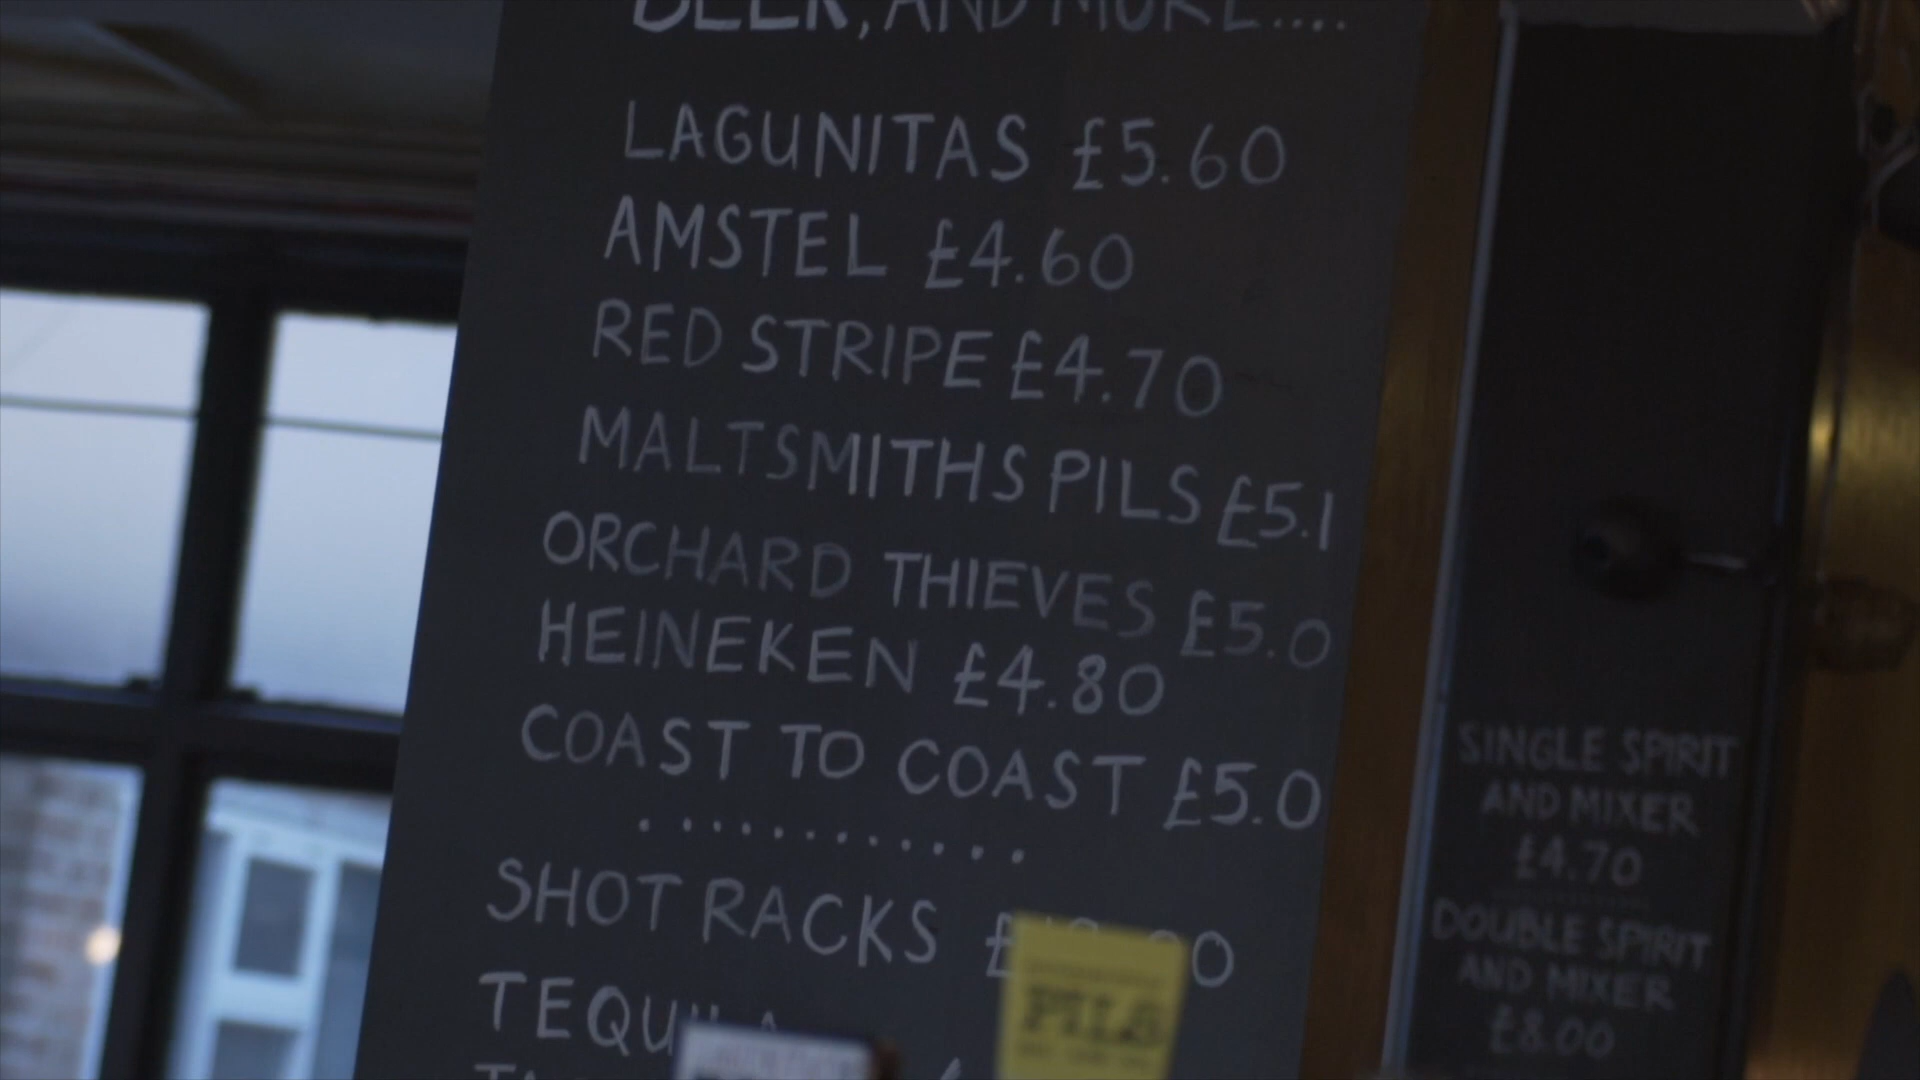 BEER, AND MORE....
LAGUNITAS £5.60
AMSTEL £4.60
RED STRIPE £4.70
MALTSMITHS PILS £5.1
ORCHARD THIEVES £5.0
HEINEKEN £4.80
COAST TO COAST £5.0
............
SHOT RACKS
TEQUILA
PILS
SINGLE SPIRIT
AND MIXER
£4.70
DOUBLE SPIRIT
AND MIXER
£8.00